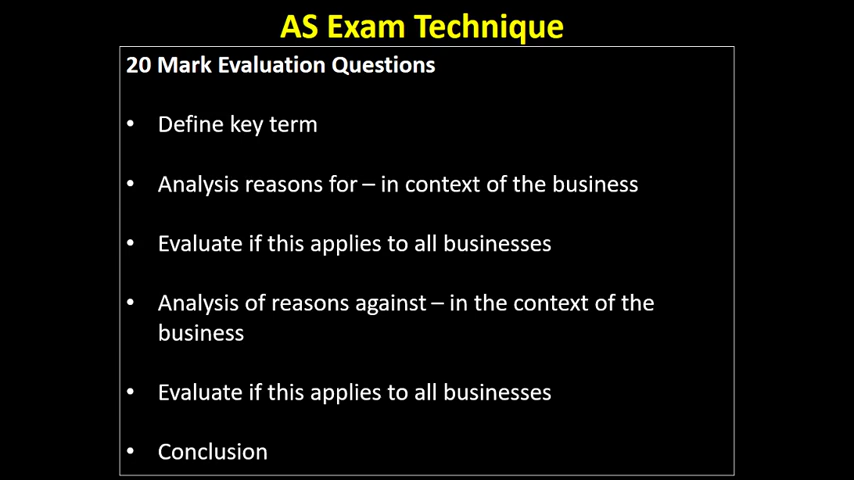 AS Exam Technique
20 Mark Evaluation Questions
• Define key term
• Analysis reasons for – in context of the business
• Evaluate if this applies to all businesses
• Analysis of reasons against – in the context of the
business
• Evaluate if this applies to all businesses
• Conclusion